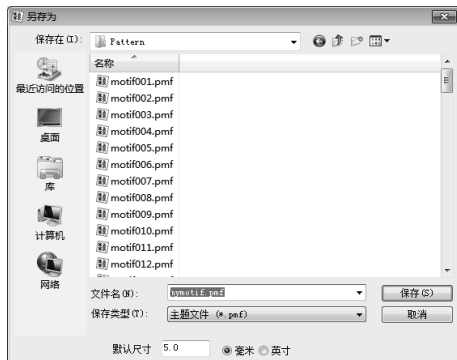 另存为
保存在(I): Pattern
名称
motif001.pmf
motif002.pmf
motif003.pmf
motif004.pmf
motif005.pmf
motif006.pmf
motif007.pmf
motif008.pmf
motif009.pmf
motif010.pmf
motif011.pmf
motif012.pmf
最近访问的位置
桌面
库
计算机
网络
文件名(N): mymotif.pmf 保存(S)
保存类型(T): 主题文件 (*.pmf) 取消
默认尺寸 5.0 毫米 英寸